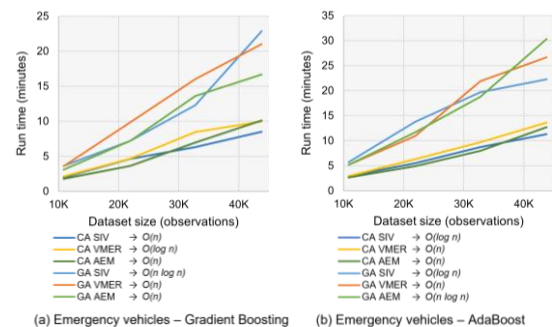 25
20
15
10
5
0
Run time (minutes)
10K 20K 30K 40K
Dataset size (observations)
CA SIV → O(n)
CA VMER → O(log n)
CA AEM → O(n)
GA SIV → O(n log n)
GA VMER → O(n)
GA AEM → O(n)
(a) Emergency vehicles – Gradient Boosting
35
30
25
20
15
10
5
0
Run time (minutes)
10K 20K 30K 40K
Dataset size (observations)
CA SIV → O(log n)
CA VMER → O(n)
CA AEM → O(n)
GA SIV → O(log n)
GA VMER → O(n)
GA AEM → O(n log n)
(b) Emergency vehicles – AdaBoost